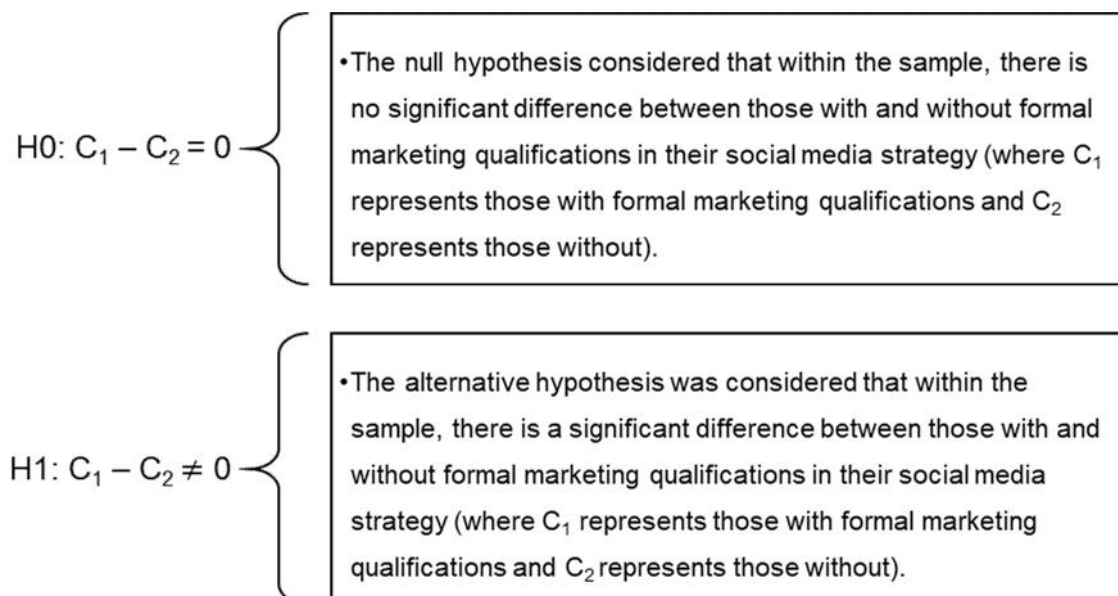 H0: C₁ – C₂ = 0
•The null hypothesis considered that within the sample, there is
no significant difference between those with and without formal
marketing qualifications in their social media strategy (where C₁
represents those with formal marketing qualifications and C₂
represents those without).
H1: C₁ – C₂ ≠ 0
•The alternative hypothesis was considered that within the
sample, there is a significant difference between those with and
without formal marketing qualifications in their social media
strategy (where C₁ represents those with formal marketing
qualifications and C₂ represents those without).